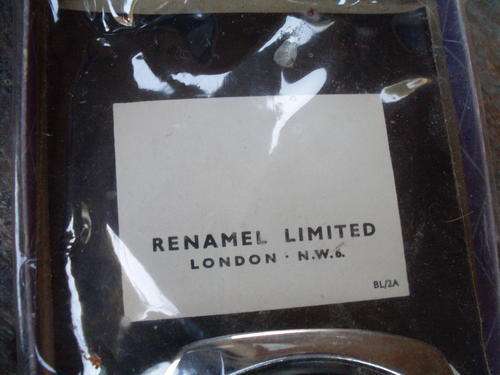 RENAMEL LIMITED
LONDON · N.W.6.
BL/2A